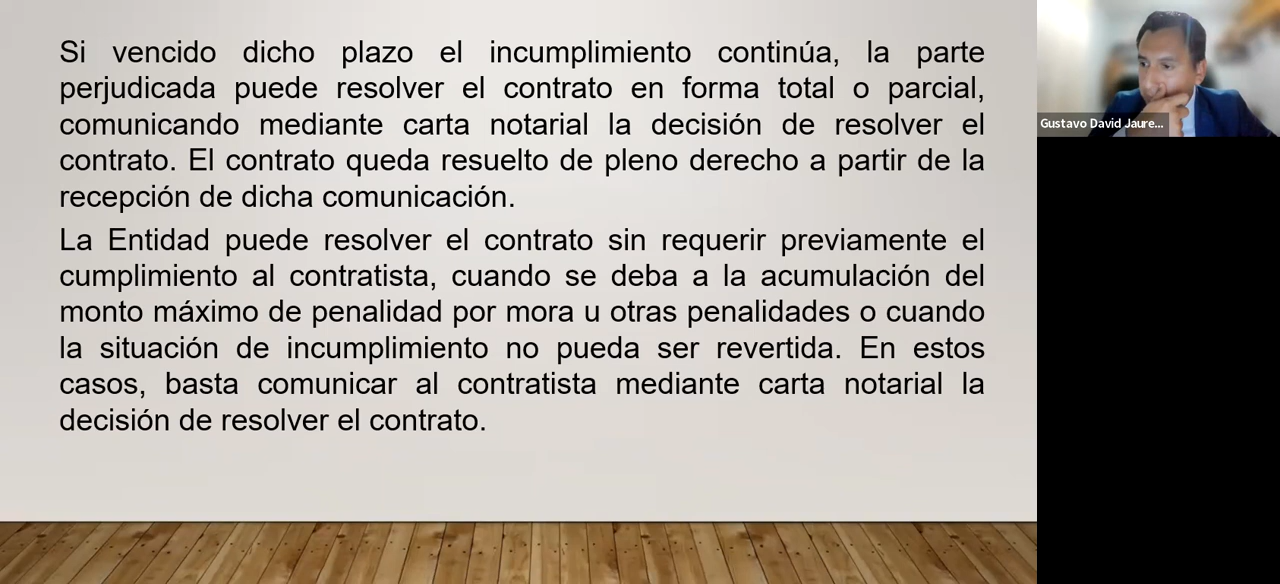 Si vencido dicho plazo el incumplimiento continúa, la parte
perjudicada puede resolver el contrato en forma total o parcial,
comunicando mediante carta notarial la decisión de resolver el
contrato. El contrato queda resuelto de pleno derecho a partir de la
recepción de dicha comunicación.
La Entidad puede resolver el contrato sin requerir previamente el
cumplimiento al contratista, cuando se deba a la acumulación del
monto máximo de penalidad por mora u otras penalidades o cuando
la situación de incumplimiento no pueda ser revertida. En estos
casos, basta comunicar al contratista mediante carta notarial la
decisión de resolver el contrato.
Gustavo David Jaure...